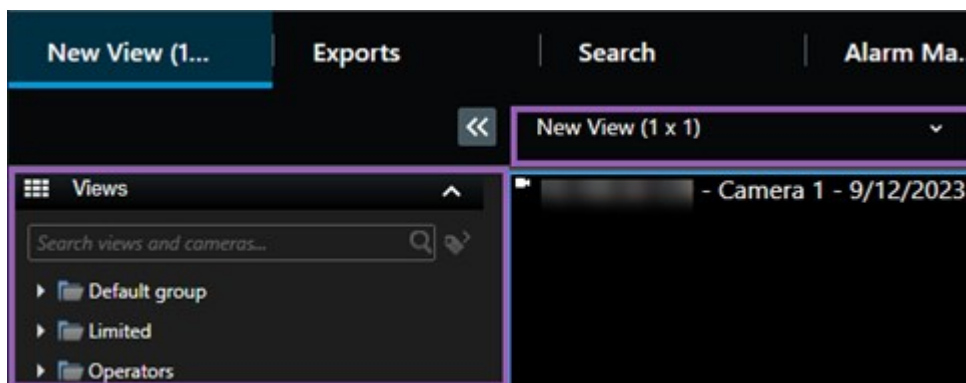 New View (1... Exports Search Alarm Ma..
New View (1 x 1)
Views
- Camera 1 - 9/12/2023
Search views and cameras...
Default group
Limited
Operators